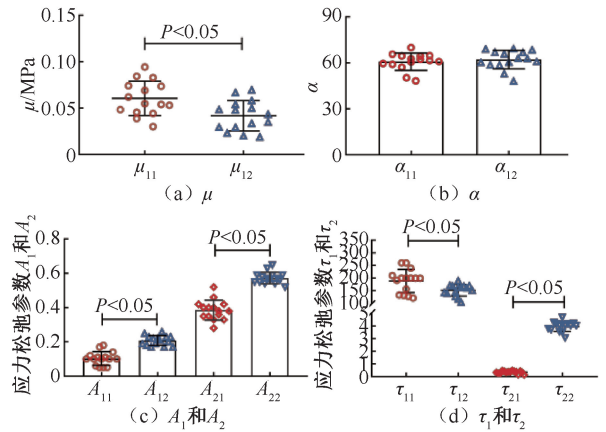 0.15
0.10
0.05
0
μ/MPa
P<0.05
μ11
μ12
(a) μ
90
60
30
0
α
α11
α12
(b) α
0.8
0.6
0.4
0.2
0
应力松弛参数A1和A2
P<0.05
P<0.05
A11
A12
A21
A22
(c) A1和A2
350
300
250
200
150
100
6
4
2
0
应力松弛参数τ1和τ2
P<0.05
P<0.05
τ11
τ12
τ21
τ22
(d) τ1和τ2